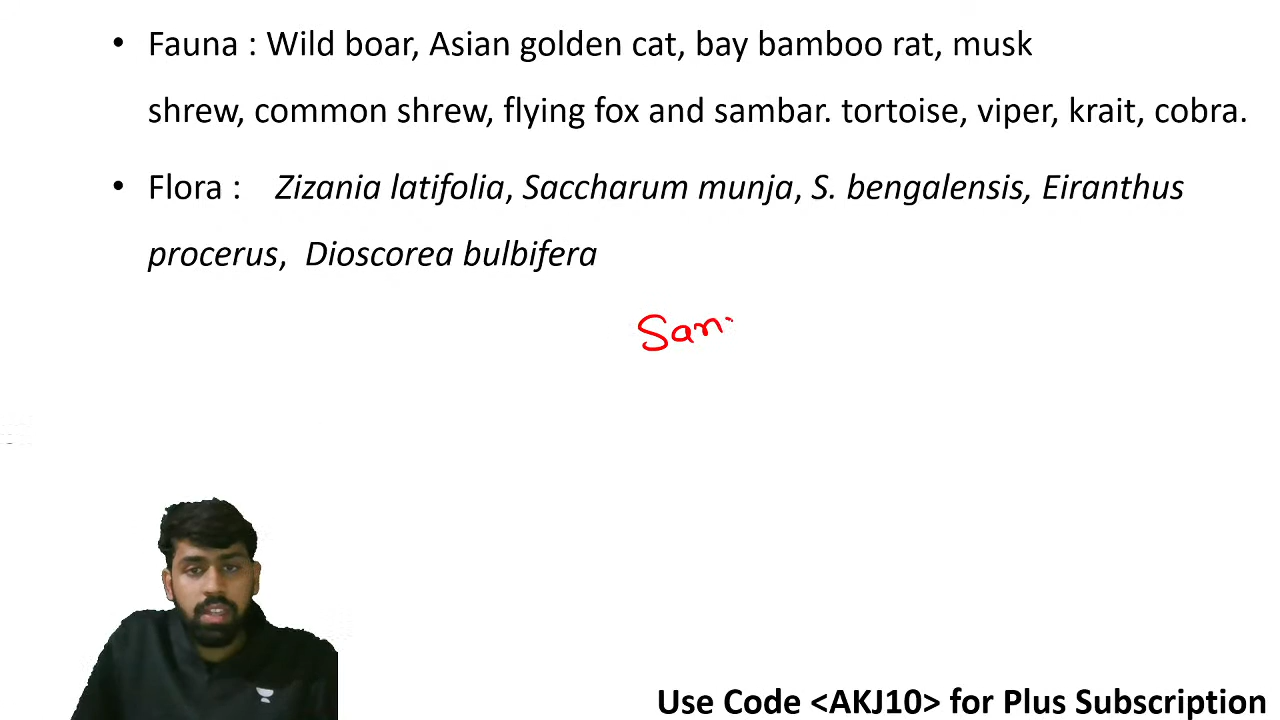 • Fauna : Wild boar, Asian golden cat, bay bamboo rat, musk
shrew, common shrew, flying fox and sambar. tortoise, viper, krait, cobra.
• Flora : Zizania latifolia, Saccharum munja, S. bengalensis, Eiranthus
procerus, Dioscorea bulbifera
San
Use Code <AKJ10> for Plus Subscription